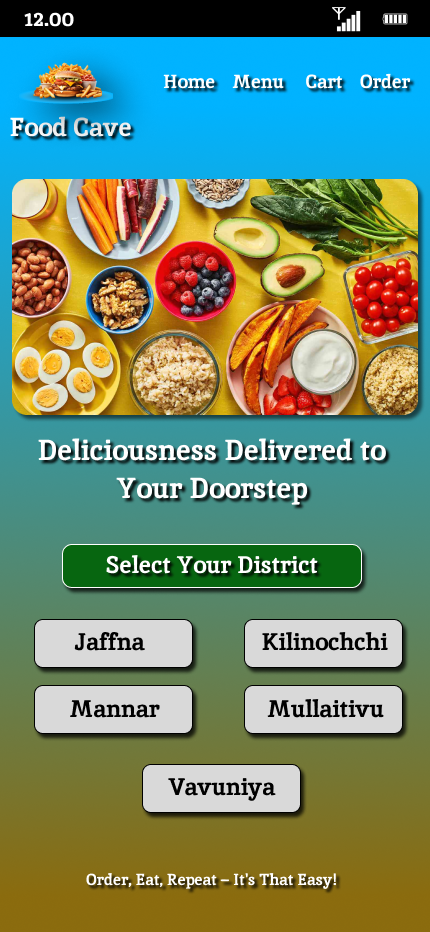 12.00
Home Menu Cart Order
Food Cave
Deliciousness Delivered to
Your Doorstep
Select Your District
Jaffna Kilinochchi
Mannar Mullaitivu
Vavuniya
Order, Eat, Repeat – It's That Easy!